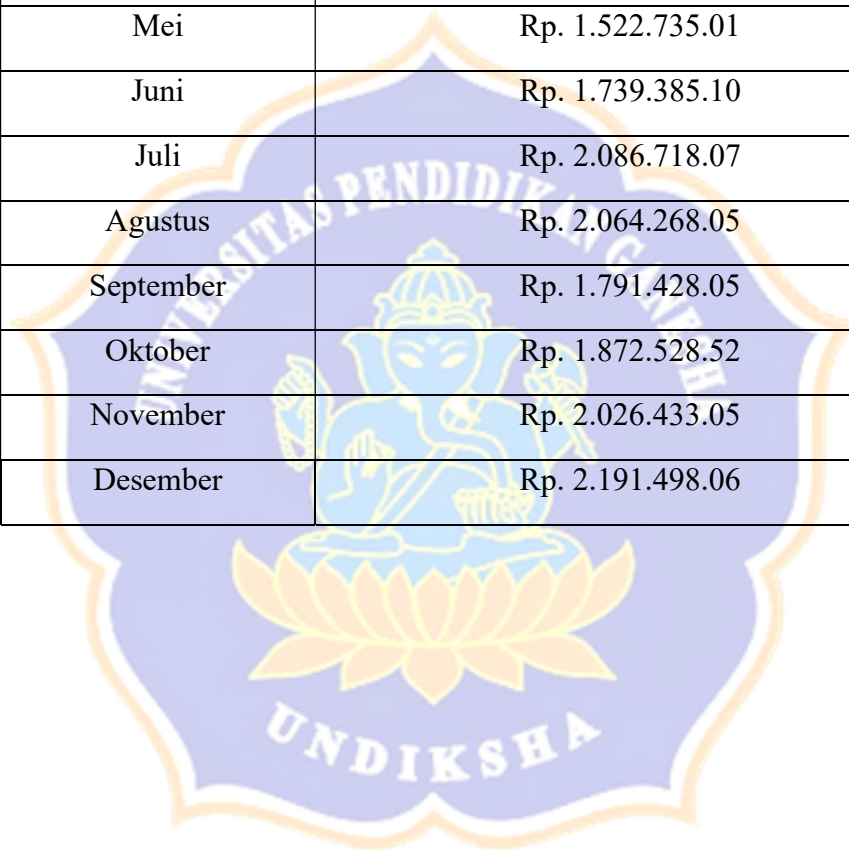 Mei Rp. 1.522.735.01
Juni Rp. 1.739.385.10
Juli Rp. 2.086.718.07
Agustus Rp. 2.064.268.05
September Rp. 1.791.428.05
Oktober Rp. 1.872.528.52
November Rp. 2.026.433.05
Desember Rp. 2.191.498.06
UNIVERSITAS PENDIDIKAN GANESHA
UNDIKSHA